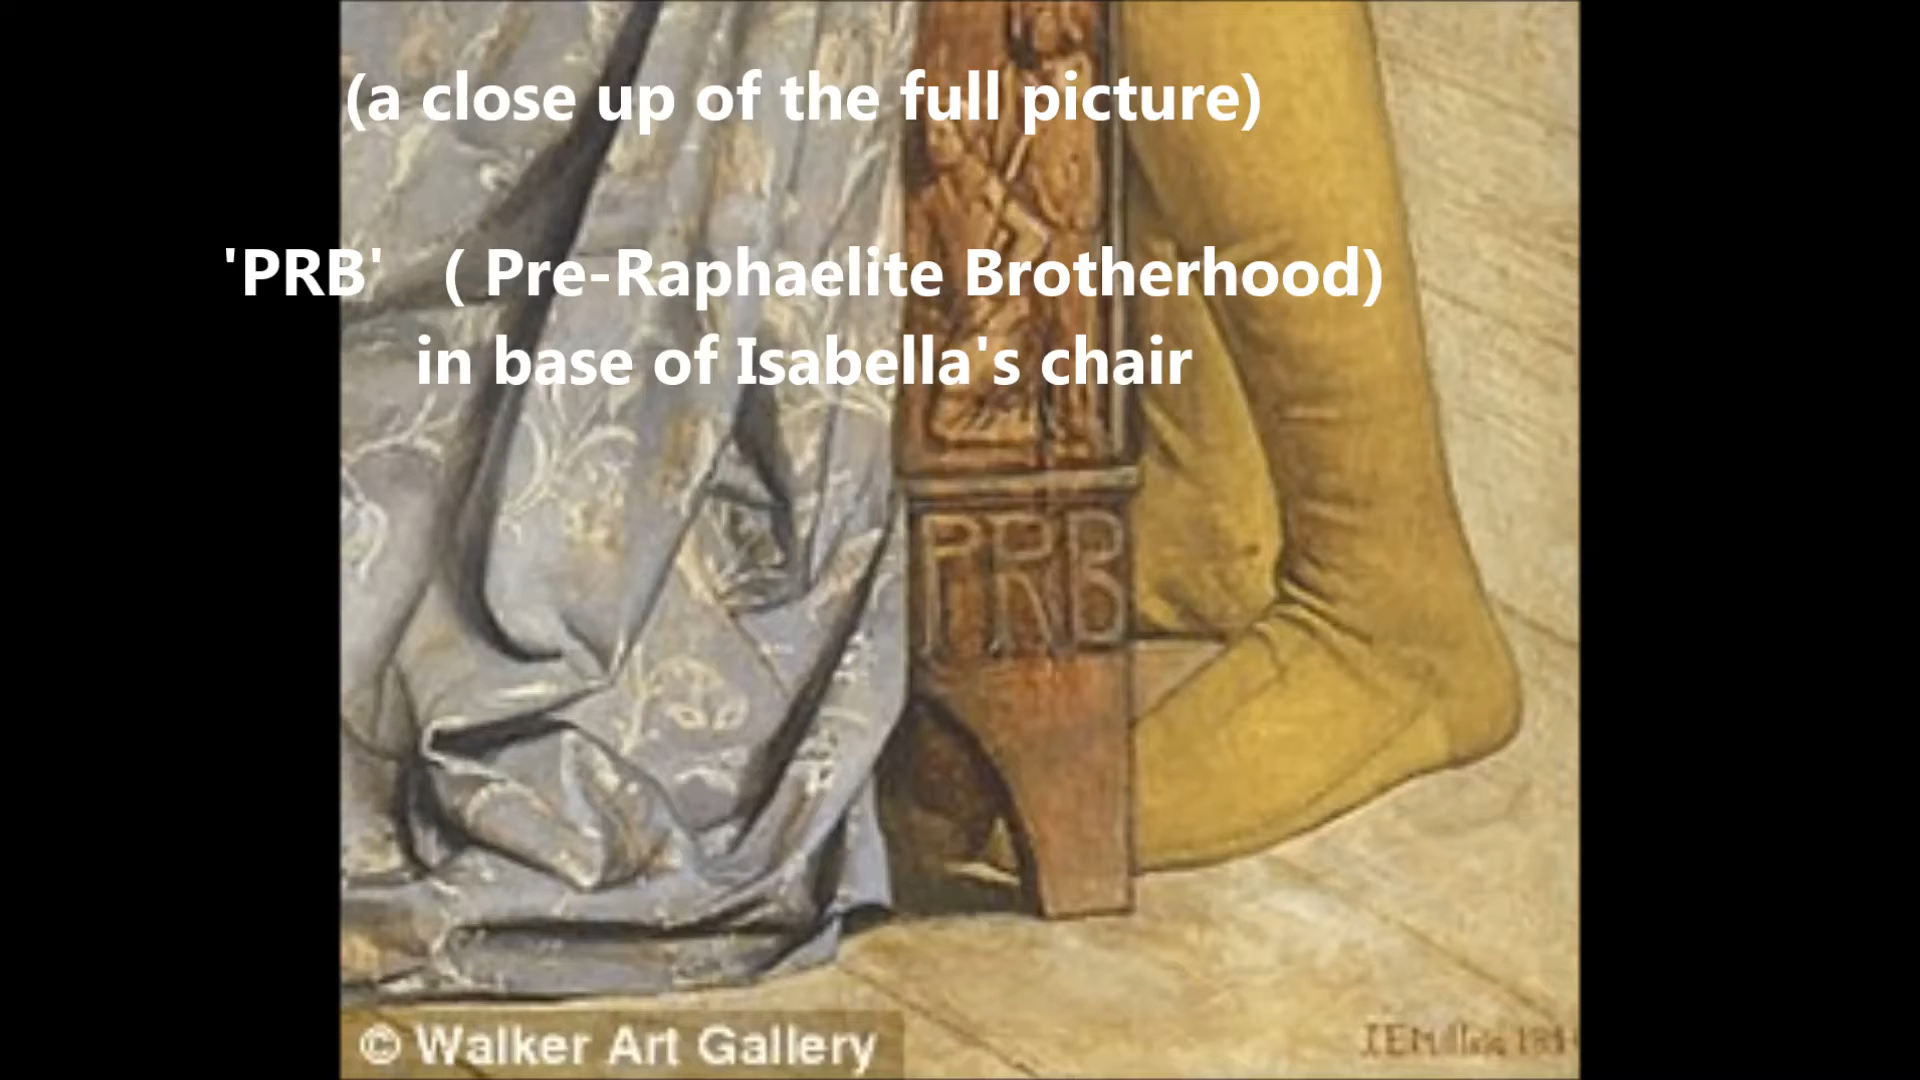 (a close up of the full picture)
'PRB' ( Pre-Raphaelite Brotherhood)
in base of Isabella's chair
PRB
© Walker Art Gallery